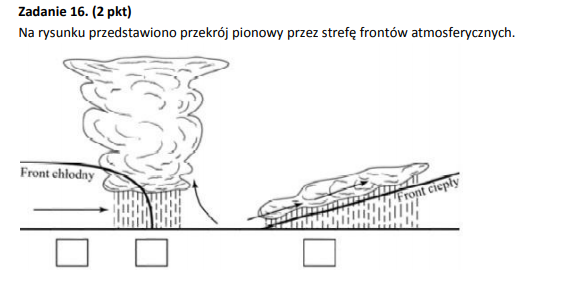 Zadanie 16. (2 pkt)
Na rysunku przedstawiono przekrój pionowy przez strefę frontów atmosferycznych.
Front chłodny
Front ciepły